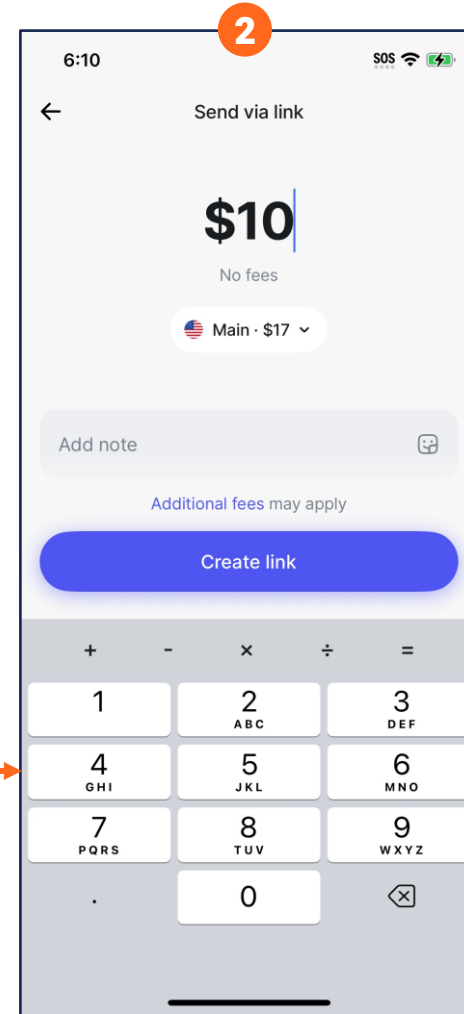 2
6:10 SOS
Send via link
$10
No fees
Main · $17
Add note
Additional fees may apply
Create link
+ - × ÷ =
1 2 3
ABC DEF
4 5 6
GHI JKL MNO
7 8 9
PQRS TUV WXYZ
. 0